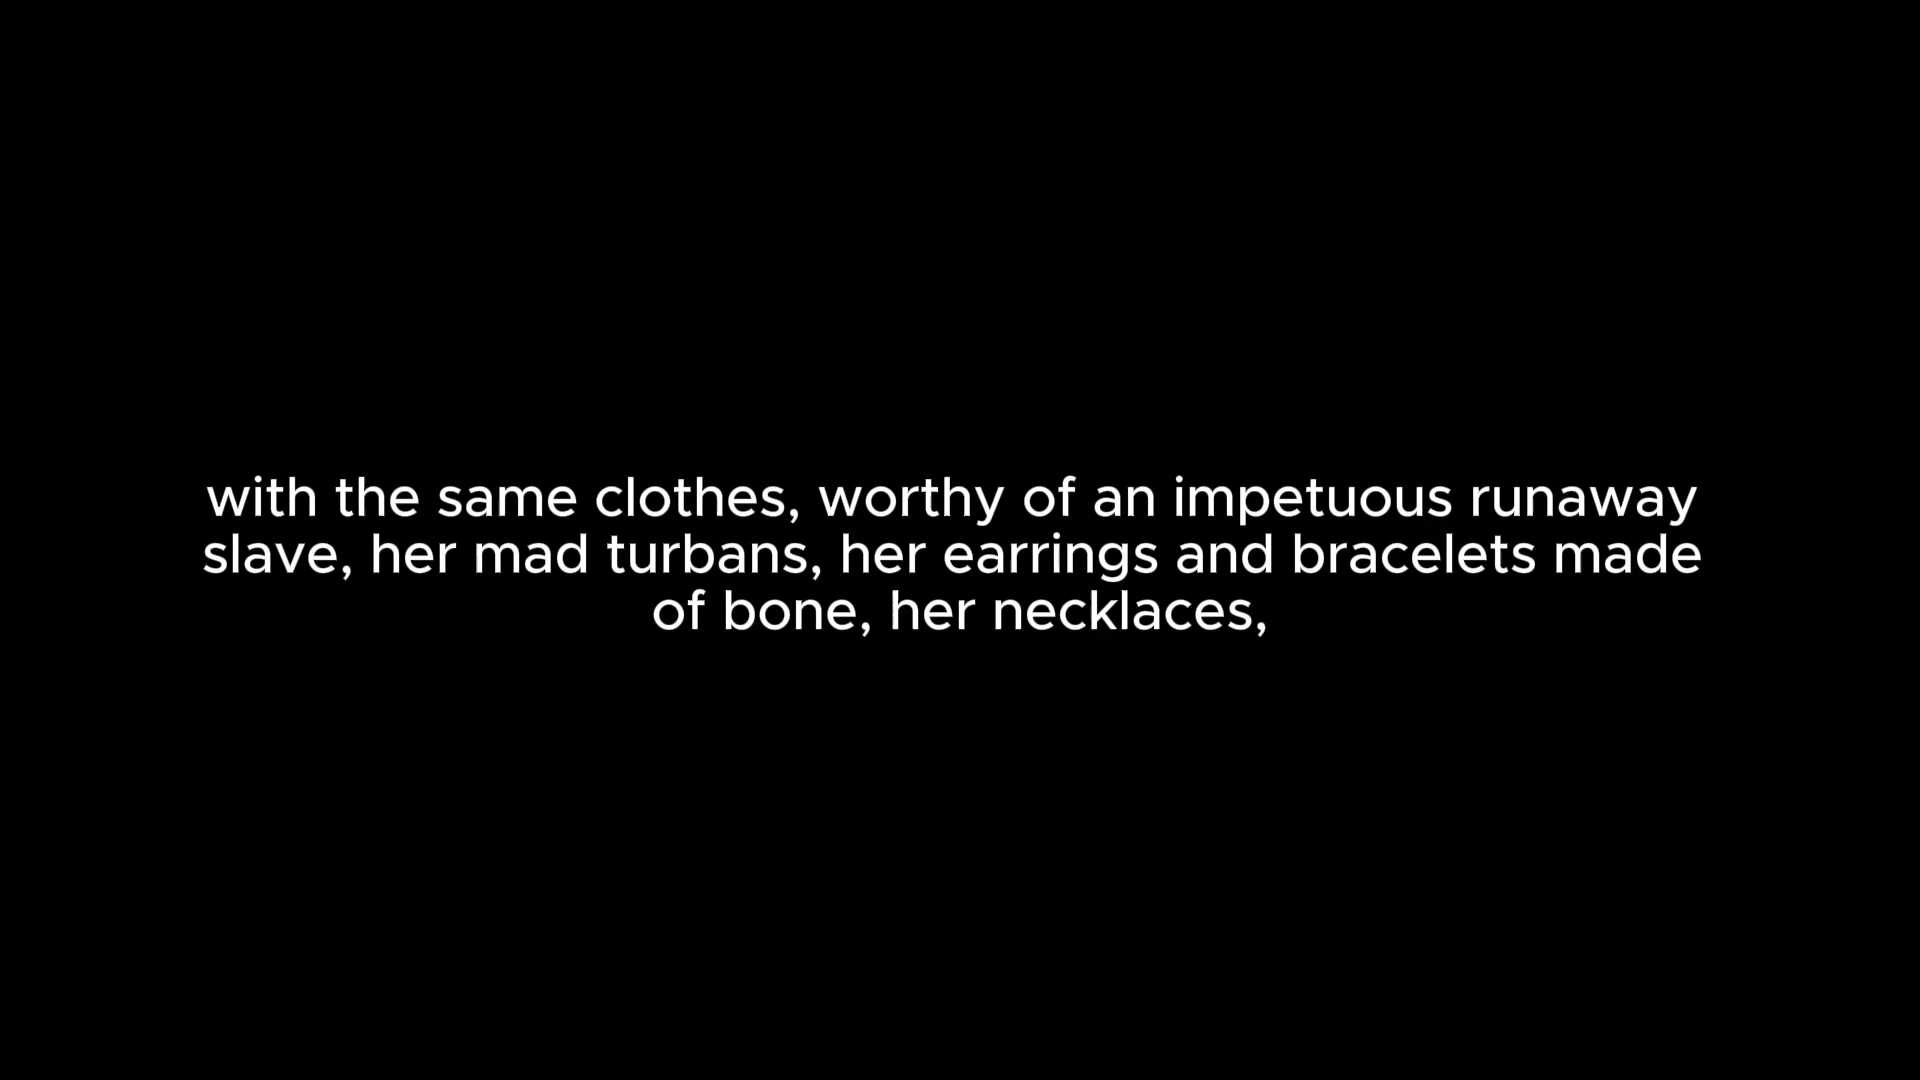 with the same clothes, worthy of an impetuous runaway
slave, her mad turbans, her earrings and bracelets made
of bone, her necklaces,